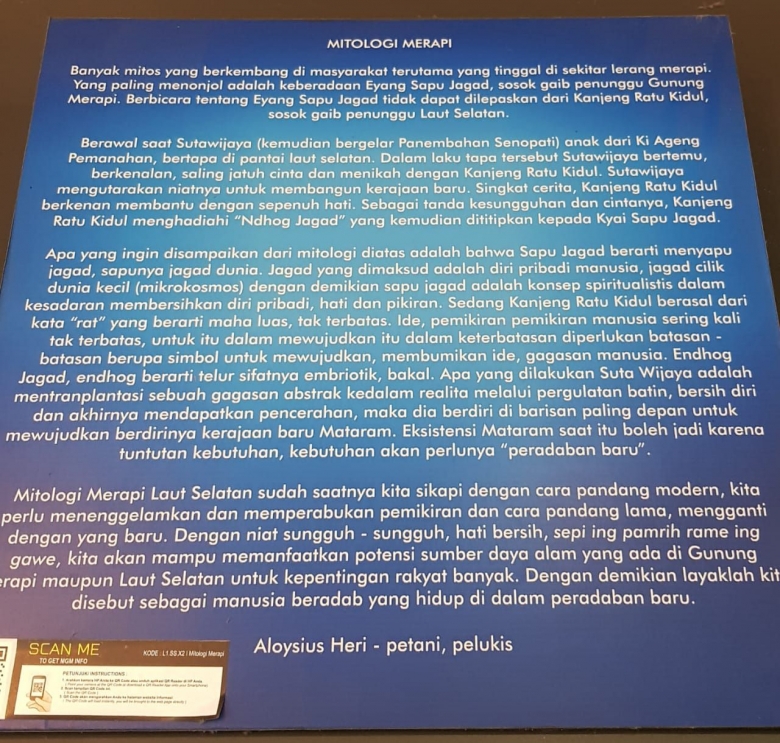 MITOLOGI MERAPI
Banyak mitos yang berkembang di masyarakat terutama yang tinggal di sekitar lerang merapi.
Yang paling menonjol adalah keberadaan Eyang Sapu Jagad, sosok gaib penunggu Gunung
Merapi. Berbicara tentang Eyang Sapu Jagad tidak dapat dilepaskan dari Kanjeng Ratu Kidul,
sosok gaib penunggu Laut Selatan.
Berawal saat Sutawijaya (kemudian bergelar Panembahan Senopati) anak dari Ki Ageng
Pemanahan, bertapa di pantai laut selatan. Dalam laku tapa tersebut Sutawijaya bertemu,
berkenalan, saling jatuh cinta dan menikah dengan Kanjeng Ratu Kidul. Sutawijaya
mengutarakan niatnya untuk membangun kerajaan baru. Singkat cerita, Kanjeng Ratu Kidul
berkenan membantu dengan sepenuh hati. Sebagai tanda kesungguhan dan cintanya, Kanjeng
Ratu Kidul menghadiahi “Ndhog Jagad” yang kemudian dititipkan kepada Kyai Sapu Jagad.
Apa yang ingin disampaikan dari mitologi diatas adalah bahwa Sapu Jagad berarti menyapu
jagad, sapunya jagad dunia. Jagad yang dimaksud adalah diri pribadi manusia, jagad cilik
dunia kecil (mikrokosmos) dengan demikian sapu jagad adalah konsep spiritualistis dalam
kesadaran membersihkan diri pribadi, hati dan pikiran. Sedang Kanjeng Ratu Kidul berasal dari
kata “rat” yang berarti maha luas, tak terbatas. Ide, pemikiran pemikiran manusia sering kali
tak terbatas, untuk itu dalam mewujudkan itu dalam keterbatasan diperlukan batasan -
batasan berupa simbol untuk mewujudkan, membumikan ide, gagasan manusia. Endhog
Jagad, endhog berarti telur sifatnya embriotik, bakal. Apa yang dilakukan Suta Wijaya adalah
mentranplantasi sebuah gagasan abstrak kedalam realita melalui pergulatan batin, bersih diri
dan akhirnya mendapatkan pencerahan, maka dia berdiri di barisan paling depan untuk
mewujudkan berdirinya kerajaan baru Mataram. Eksistensi Mataram saat itu boleh jadi karena
tuntutan kebutuhan, kebutuhan akan perlunya “peradaban baru”.
Mitologi Merapi Laut Selatan sudah saatnya kita sikapi dengan cara pandang modern, kita
perlu menenggelamkan dan memperabukan pemikiran dan cara pandang lama, mengganti
dengan yang baru. Dengan niat sungguh - sungguh, hati bersih, sepi ing pamrih rame ing
gawe, kita akan mampu memanfaatkan potensi sumber daya alam yang ada di Gunung
erapi maupun Laut Selatan untuk kepentingan rakyat banyak. Dengan demikian layaklah kit
disebut sebagai manusia beradab yang hidup di dalam peradaban baru.
Aloysius Heri - petani, pelukis
SCAN ME
TO GET MGM INFO
KODE : L1.SS.X2 | Mitologi Merapi
PETUNJUK/INSTRUCTIONS :